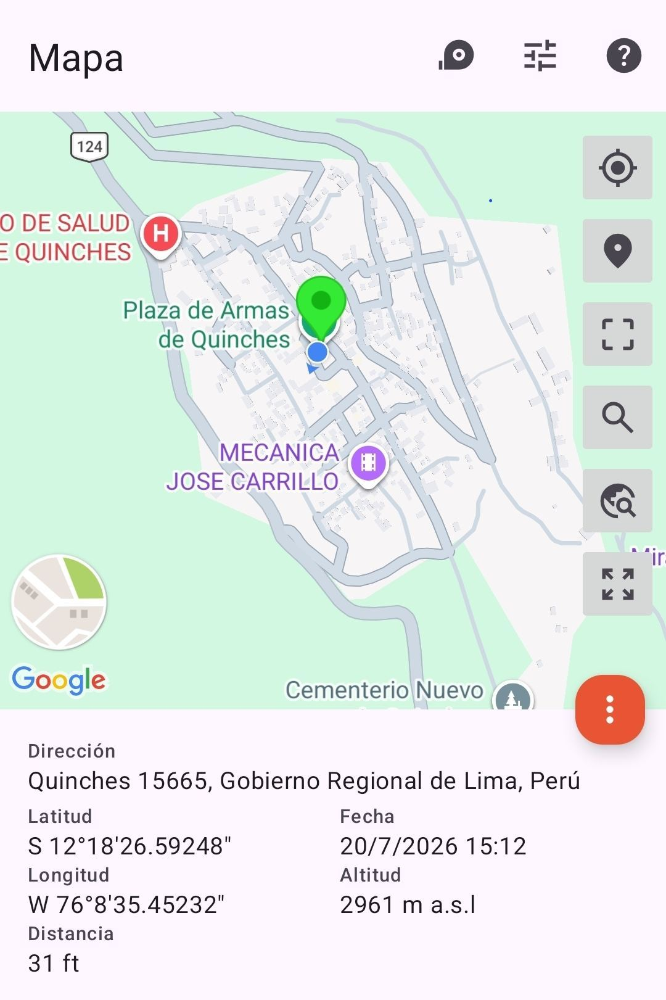 Mapa
124
O DE SALUD
E QUINCHES
H
Plaza de Armas
de Quinches
MECANICA
JOSE CARRILLO
Mir
Google
Cementerio Nuevo
Dirección
Quinches 15665, Gobierno Regional de Lima, Perú
Latitud
S 12°18'26.59248"
Fecha
20/7/2026 15:12
Longitud
W 76°8'35.45232"
Altitud
2961 m a.s.l
Distancia
31 ft